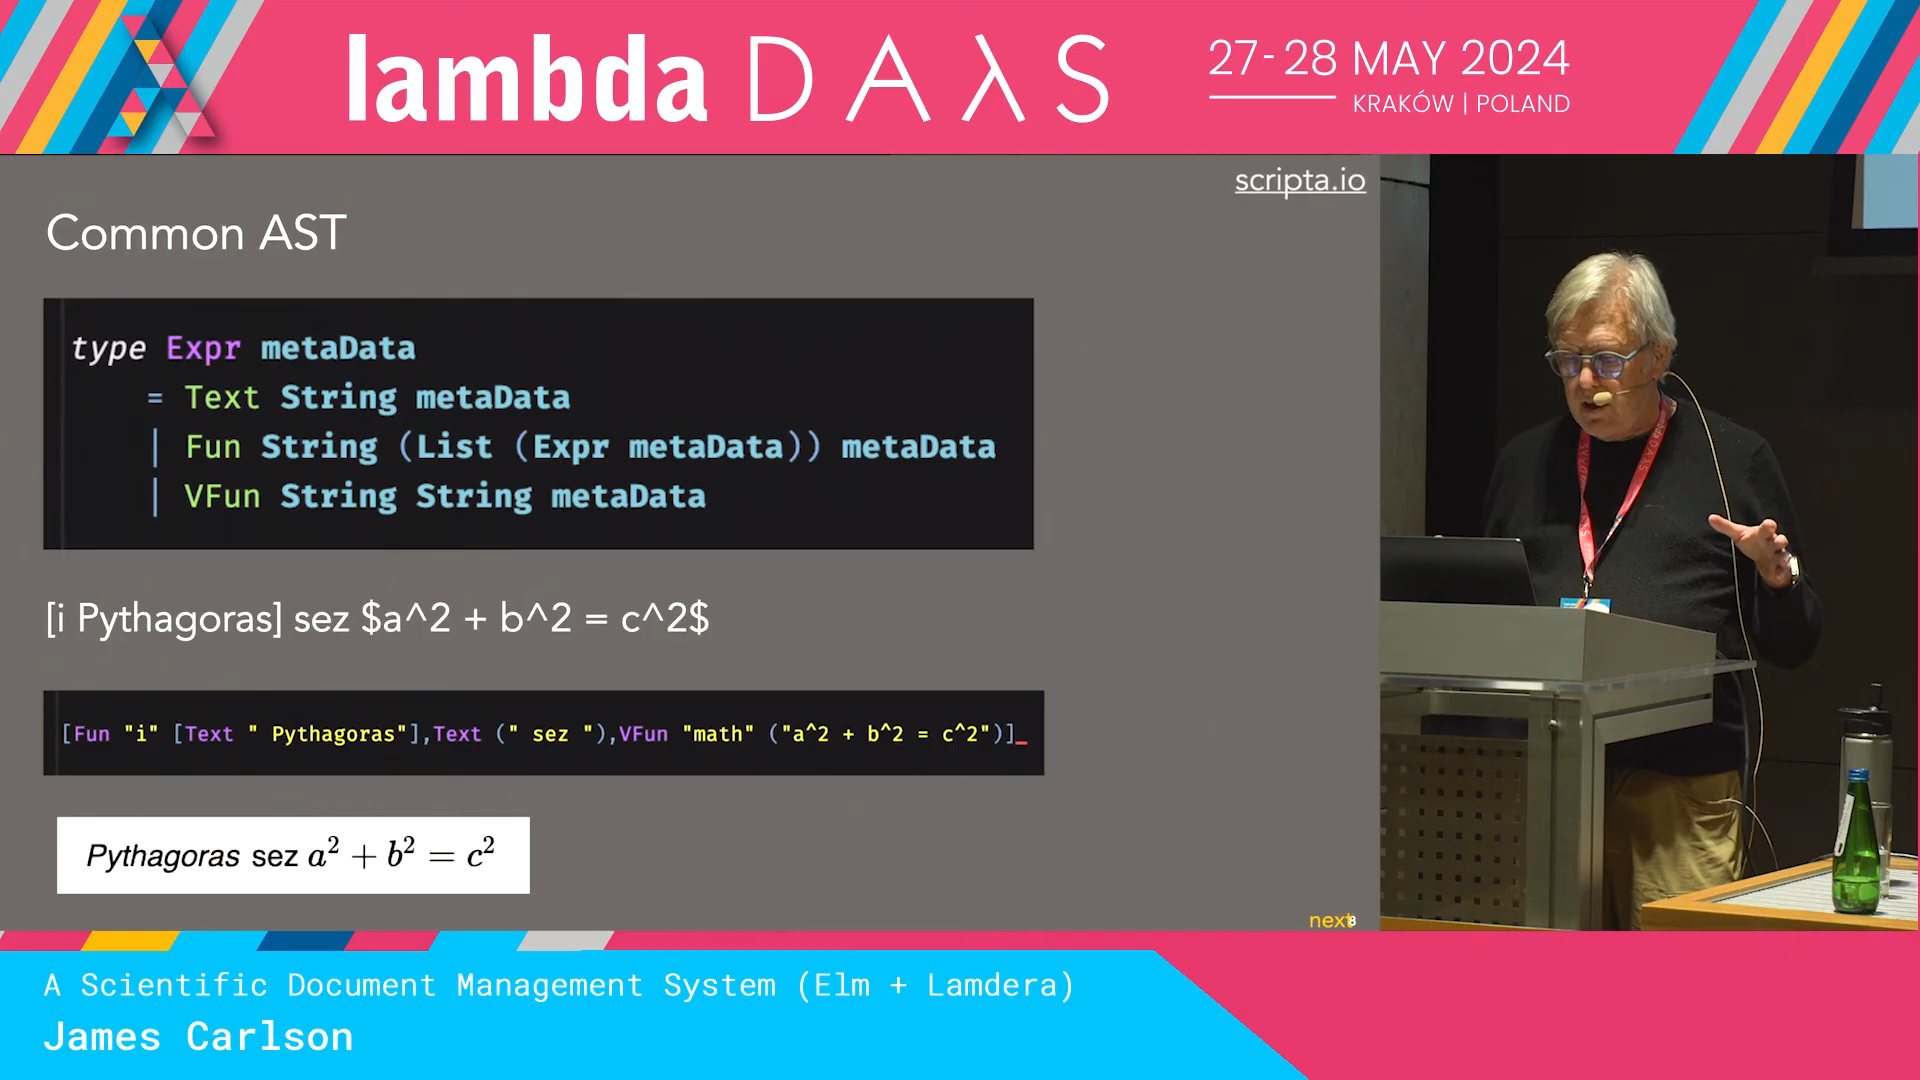 lambda DAλS
27-28 MAY 2024
KRAKÓW | POLAND
scripta.io
Common AST
type Expr metaData
= Text String metaData
| Fun String (List (Expr metaData)) metaData
| VFun String String metaData
[i Pythagoras] sez $a^2 + b^2 = c^2$
[Fun "i" [Text " Pythagoras"],Text (" sez "),VFun "math" ("a^2 + b^2 = c^2")]_
Pythagoras sez a² + b² = c²
next
8
A Scientific Document Management System (Elm + Lamdera)
James Carlson